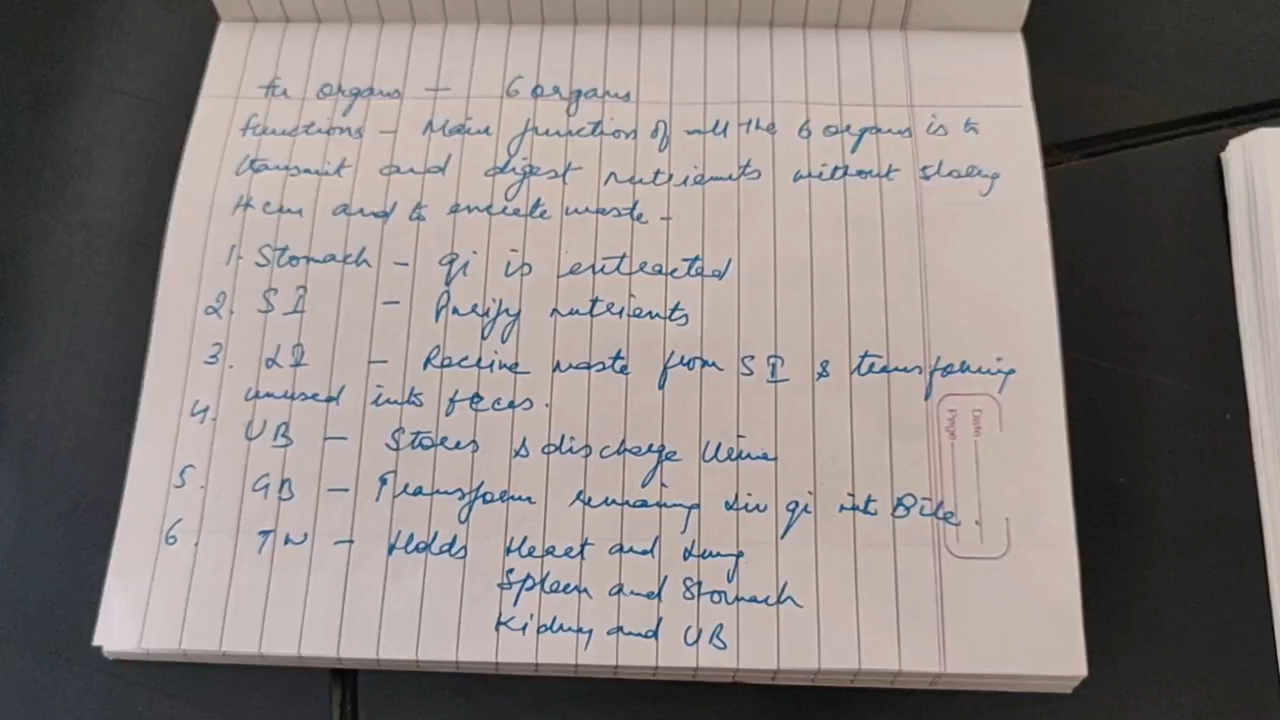 Fu organs – 6 organs
functions – Main function of all the 6 organs is to
transmit and digest nutrients without storing
them and to excrete waste –
1. Stomach – qi is extracted
2. SI – Purify nutrients
3. LI – Receive waste from SI & transforming
unused into feces.
4. UB – Stores & discharge Urine
5. GB – Transform remaining Liv qi into Bile.
6. TW – Holds Heart and Lung
Spleen and Stomach
Kidney and UB
Date
Page